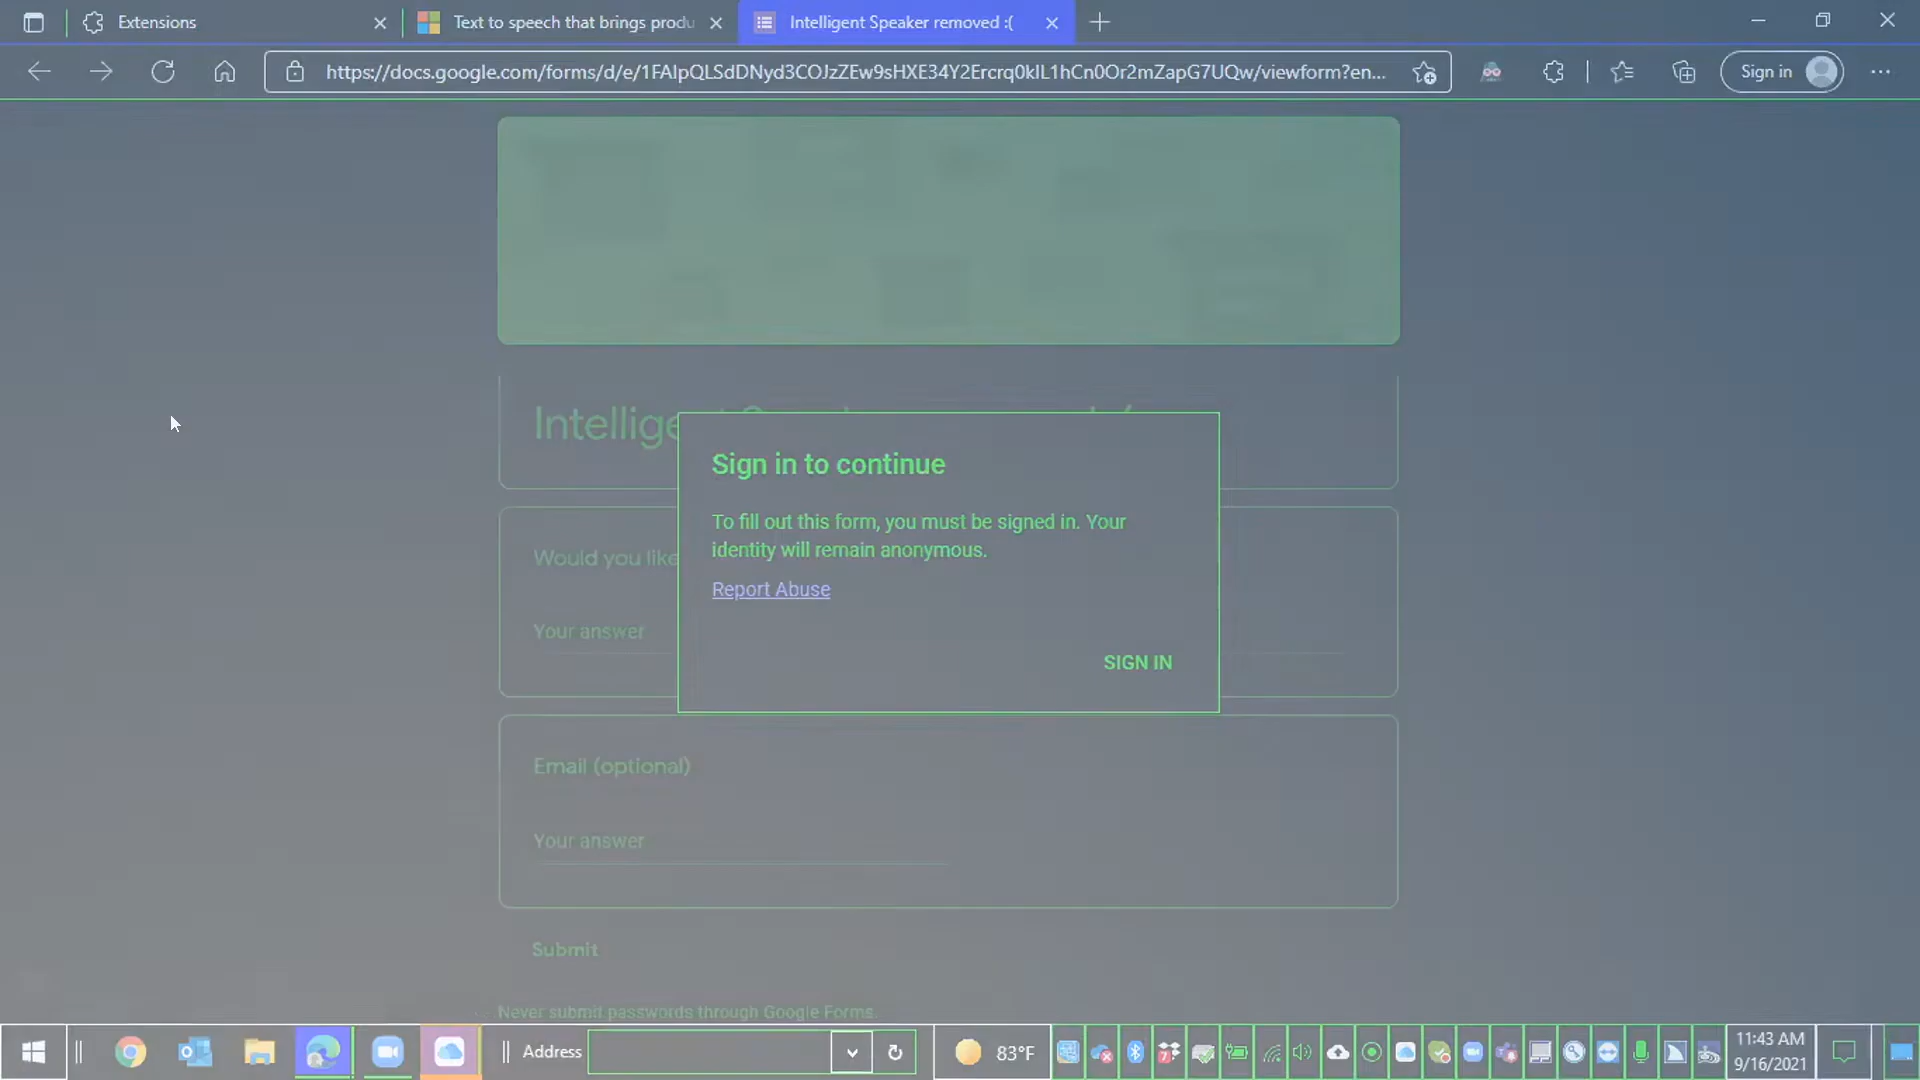 Extensions
Text to speech that brings produ
Intelligent Speaker removed :(
https://docs.google.com/forms/d/e/1FAIpQLSdDNyd3COJzZEw9sHXE34Y2Ercrq0kIL1hCn0Or2mZapG7UQw/viewform?en...
Sign in
Intellige
Sign in to continue
To fill out this form, you must be signed in. Your
identity will remain anonymous.
Report Abuse
SIGN IN
Would you like
Your answer
Email (optional)
Your answer
Submit
Never submit passwords through Google Forms.
Address
83°F
11:43 AM
9/16/2021